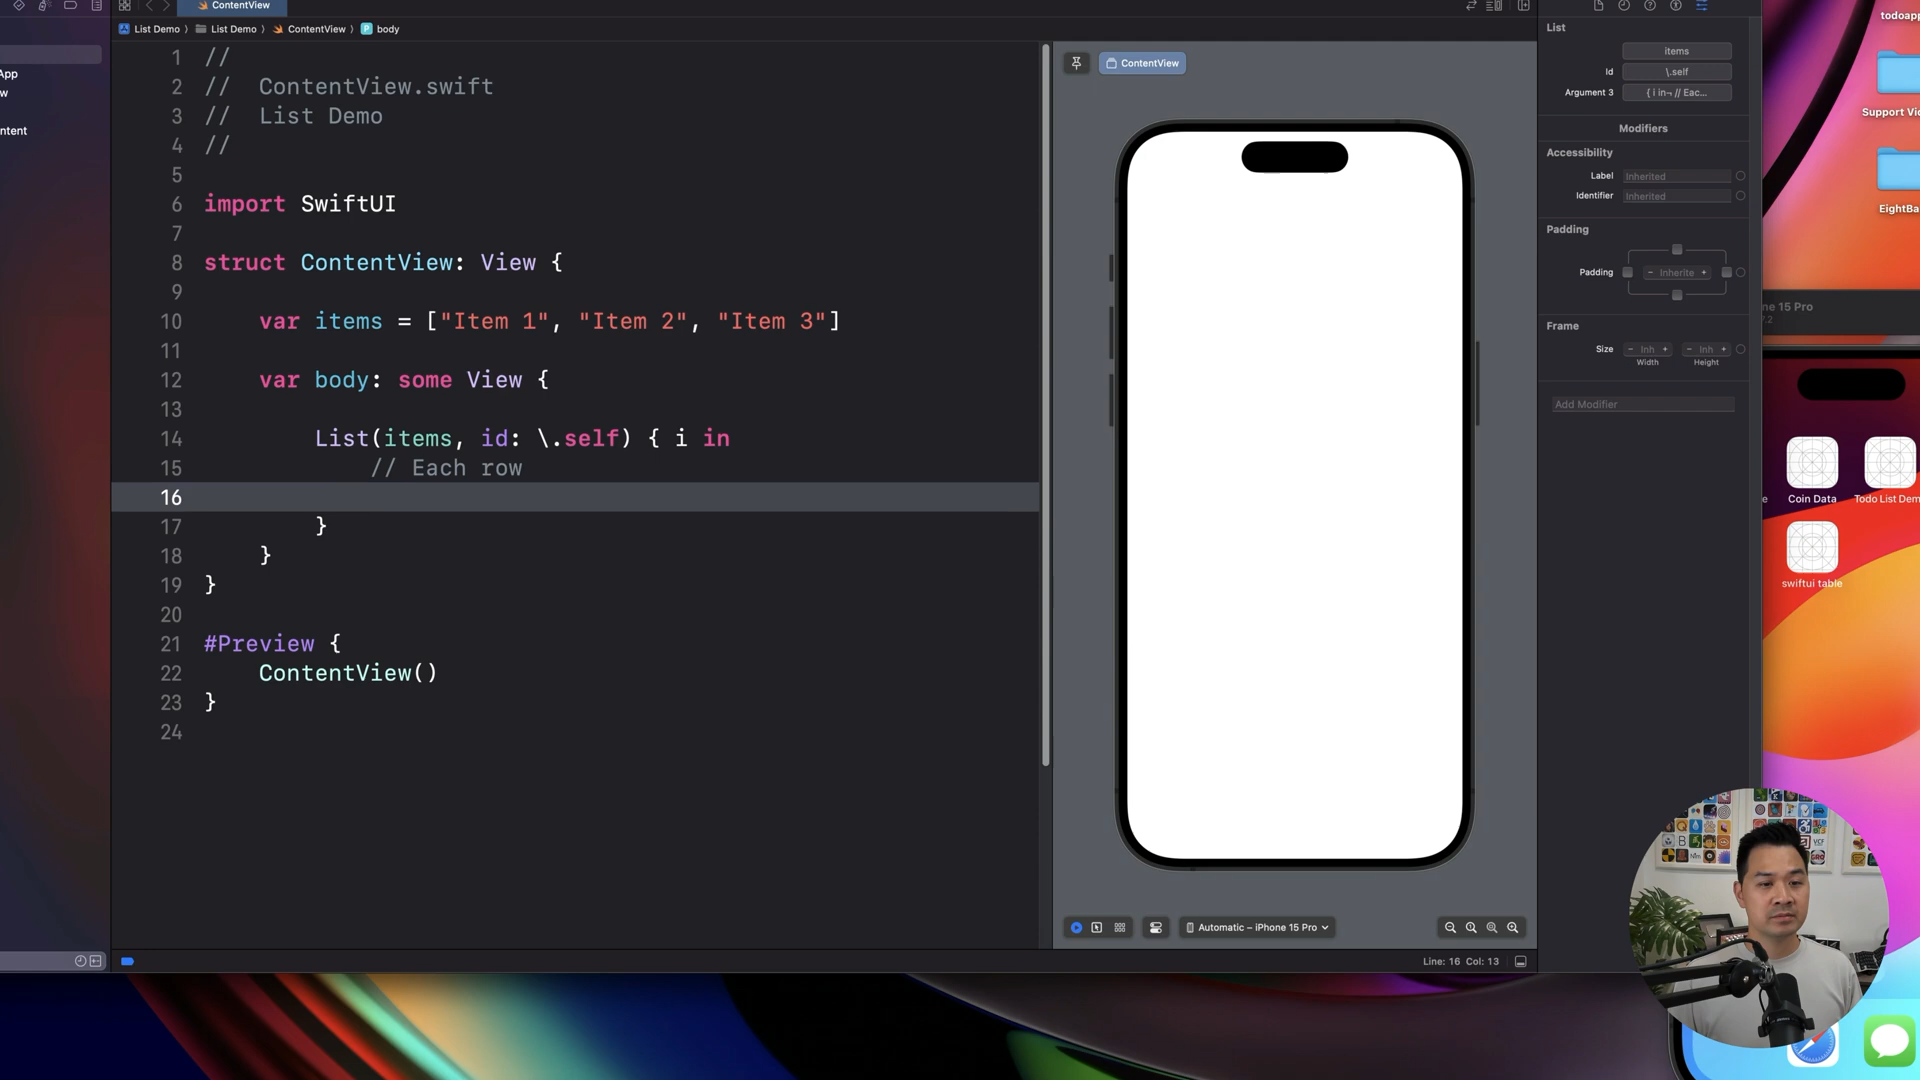 ContentView
List Demo
List Demo
ContentView
body
1 //
2 //  ContentView.swift
3 //  List Demo
4 //
5
6 import SwiftUI
7
8 struct ContentView: View {
9
10     var items = ["Item 1", "Item 2", "Item 3"]
11
12     var body: some View {
13
14         List(items, id: \.self) { i in
15             // Each row
16
17         }
18     }
19 }
20
21 #Preview {
22     ContentView()
23 }
24
App
w
ntent
ContentView
Automatic – iPhone 15 Pro
Line: 16 Col: 13
List
items
Id \.self
Argument 3 { i in¬ // Eac...
Modifiers
Accessibility
Label Inherited
Identifier Inherited
Padding
Padding − Inherite +
Frame
Size − Inh + − Inh +
Width Height
Add Modifier
todoapp
Support Vi
EightBa
ne 15 Pro
7.2
e Coin Data Todo List Dem
swiftui table